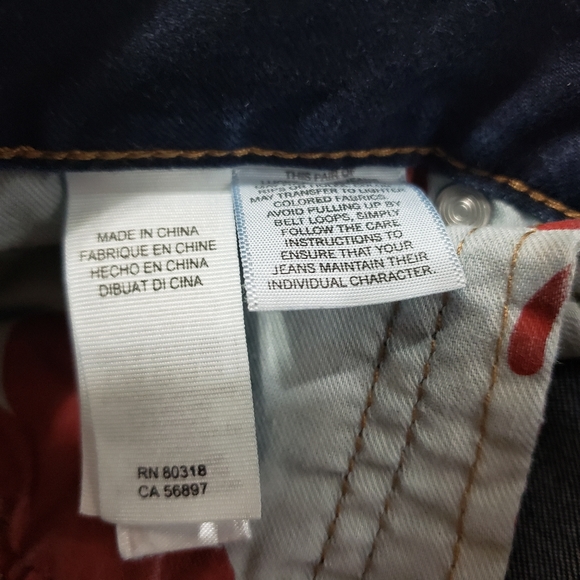 MADE IN CHINA
FABRIQUE EN CHINE
HECHO EN CHINA
DIBUAT DI CINA
RN 80318
CA 56897
THIS PAIR OF
RIPS OR
MAY TRANSFER TO LIGHTER
COLORED FABRICS.
AVOID PULLING UP BY
BELT LOOPS, SIMPLY
FOLLOW THE CARE
INSTRUCTIONS TO
ENSURE THAT YOUR
JEANS MAINTAIN THEIR
INDIVIDUAL CHARACTER.